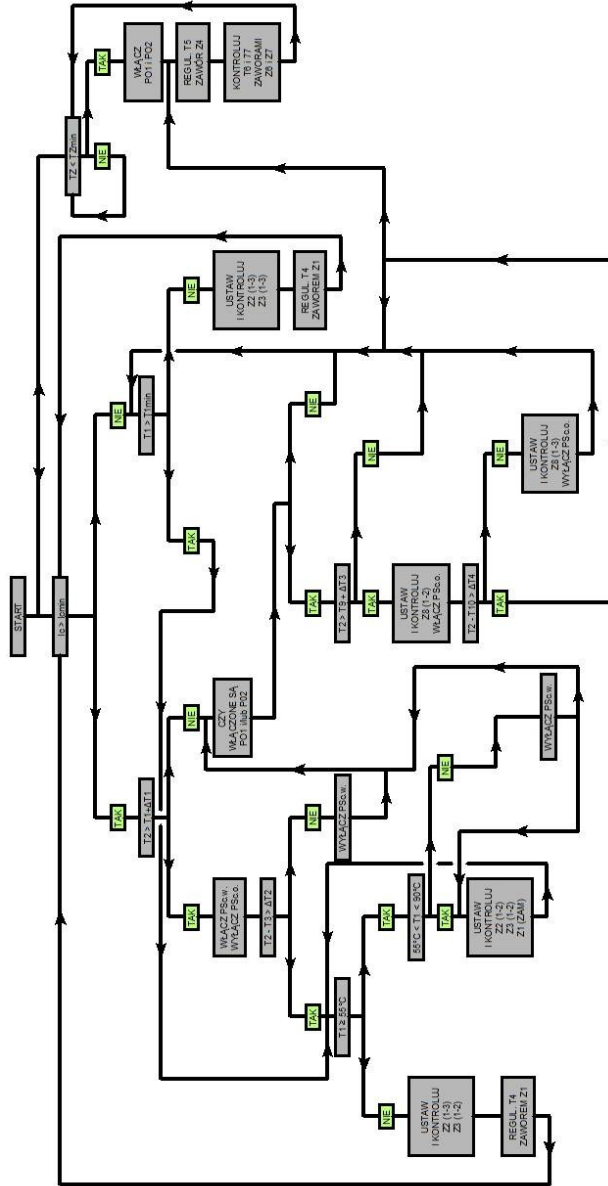 START
TZ < TZmin
TAK
NIE
WŁĄCZ
PO1 i PO2
REGUL T5
ZAWÓR Z4
KONTROLUJ
T6 i 77
ZAWORAMI
Z6 i Z7
Ic > Icmin
TAK
NIE
T2 > T1+ΔT1
T1 > T1min
TAK
NIE
TAK
NIE
WŁĄCZ PSc.w.
WYŁĄCZ PSc.o.
CZY
WŁĄCZONE SĄ
PO1 i/lub P02
USTAW
I KONTROLUJ
Z2 (1-3)
Z3 (1-3)
REGUL. T4
ZAWOREM Z1
T2 - T3 > ΔT2
TAK
NIE
TAK
NIE
T1 ≥ 55°C
WYŁĄCZ PSc.w.
T2 > T9 + ΔT3
NIE
TAK
TAK
NIE
55°C < T1 < 90°C
NIE
TAK
USTAW
I KONTROLUJ
Z8 (1-2)
WŁĄCZ PSc.o.
T2 - T10 > ΔT4
TAK
NIE
USTAW
I KONTROLUJ
Z2 (1-3)
Z3 (1-2)
REGUL. T4
ZAWOREM Z1
USTAW
I KONTROLUJ
Z2 (1-2)
Z3 (1-2)
Z1 (ZAM)
WYŁĄCZ PSc.w.
USTAW
I KONTROLUJ
Z8 (1-3)
WYŁĄCZ PSc.o.